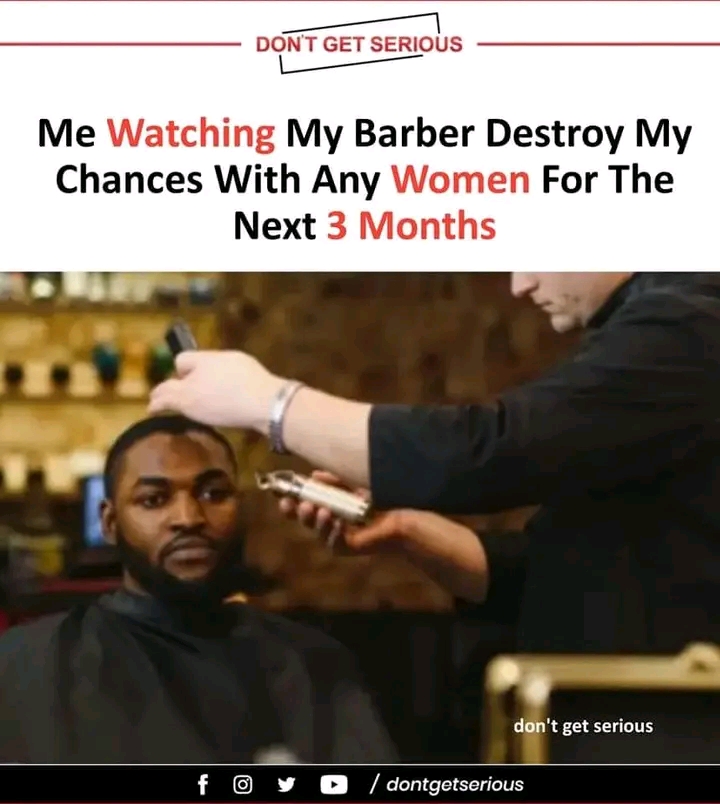 DON'T GET SERIOUS
Me Watching My Barber Destroy My
Chances With Any Women For The
Next 3 Months
don't get serious
/ dontgetserious